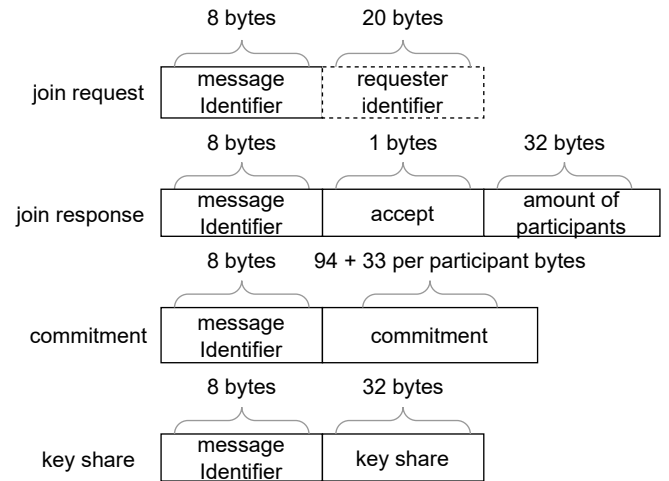 8 bytes 20 bytes
join request message Identifier requester identifier
8 bytes 1 bytes 32 bytes
join response message Identifier accept amount of participants
8 bytes 94 + 33 per participant bytes
commitment message Identifier commitment
8 bytes 32 bytes
key share message Identifier key share